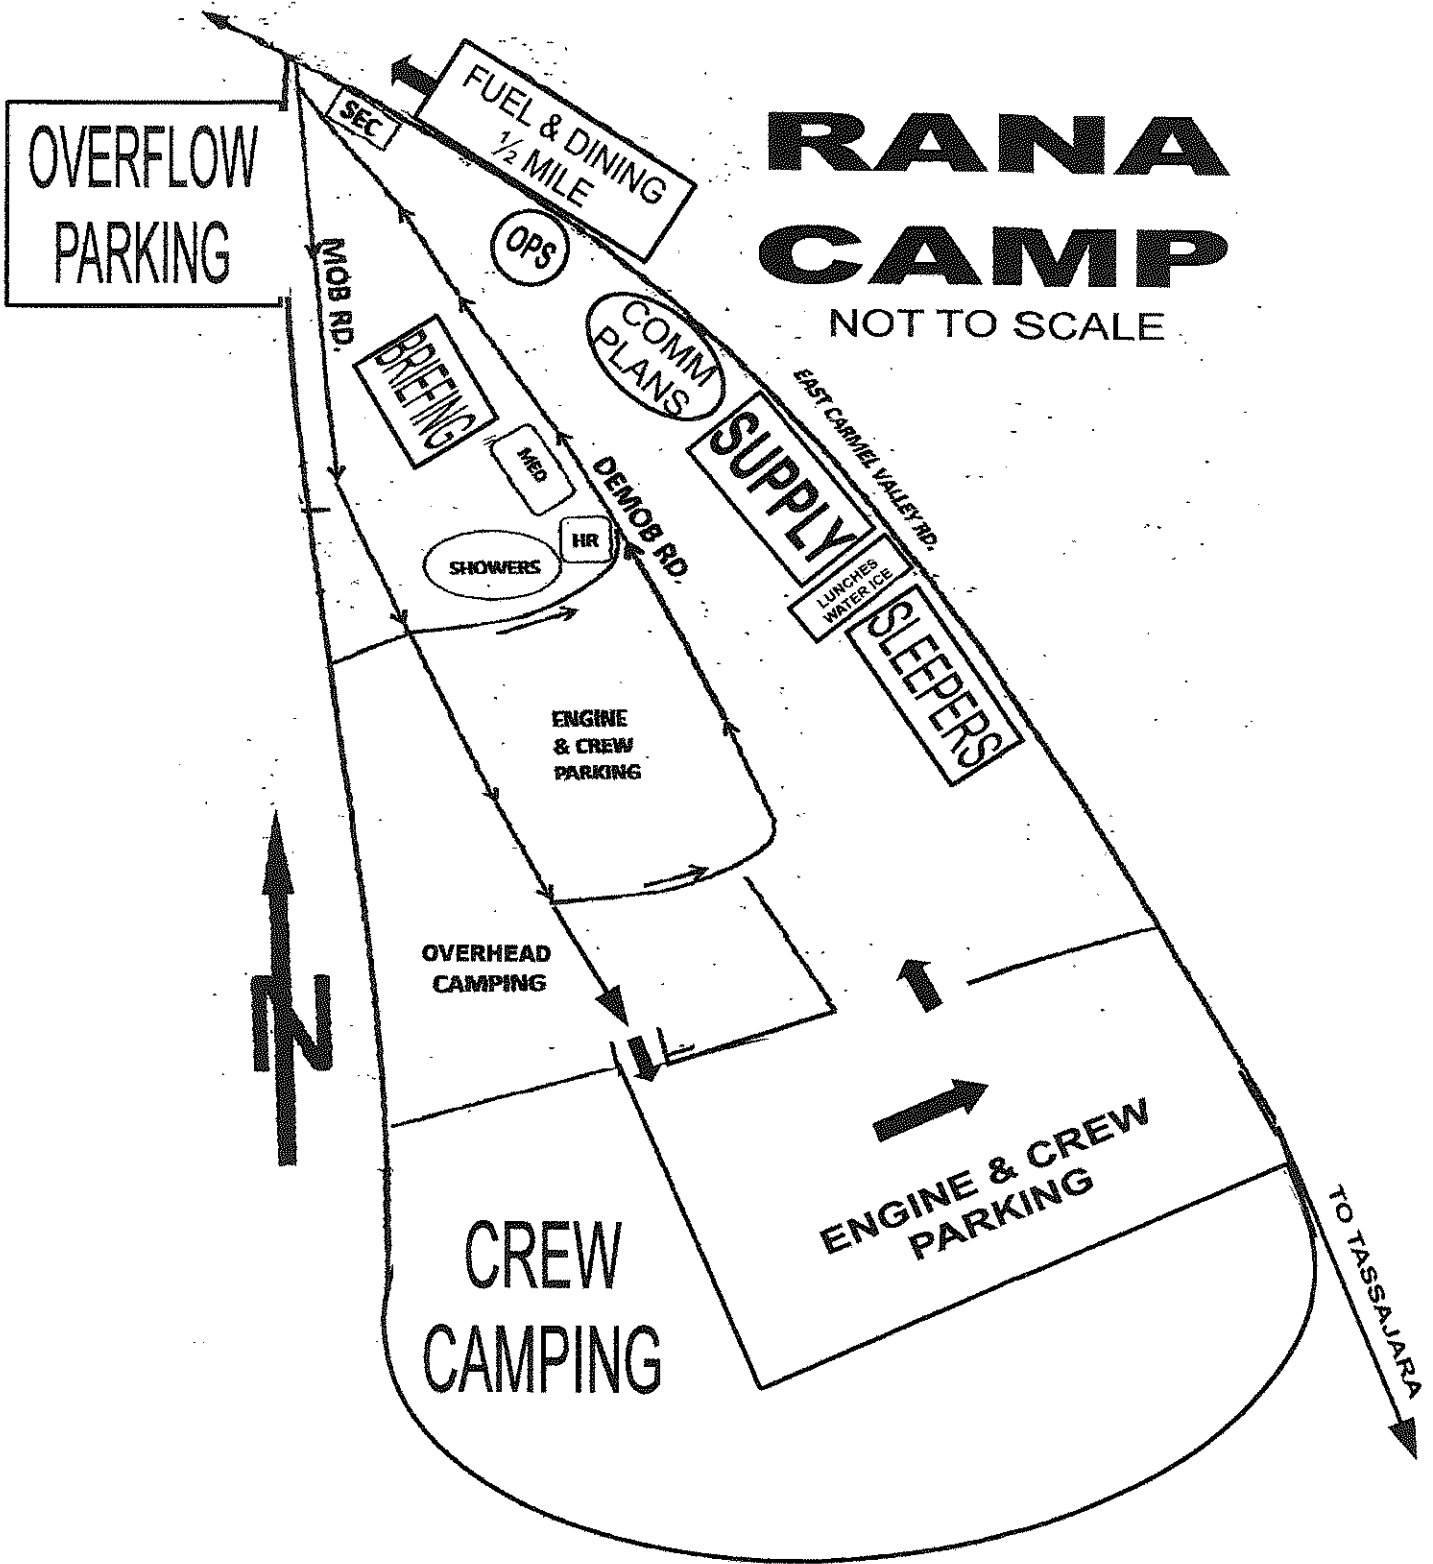 RANA
CAMP
NOT TO SCALE
OVERFLOW
PARKING
SEC
FUEL & DINING
½ MILE
OPS
MOB RD.
COMM
PLANS
BRIEFING
MED
HR
SHOWERS
DEMOB RD.
SUPPLY
EAST CARMEL VALLEY RD.
LUNCHES
WATER ICE
SLEEPERS
ENGINE
& CREW
PARKING
OVERHEAD
CAMPING
N
ENGINE & CREW
PARKING
CREW
CAMPING
TO TASSAJARA